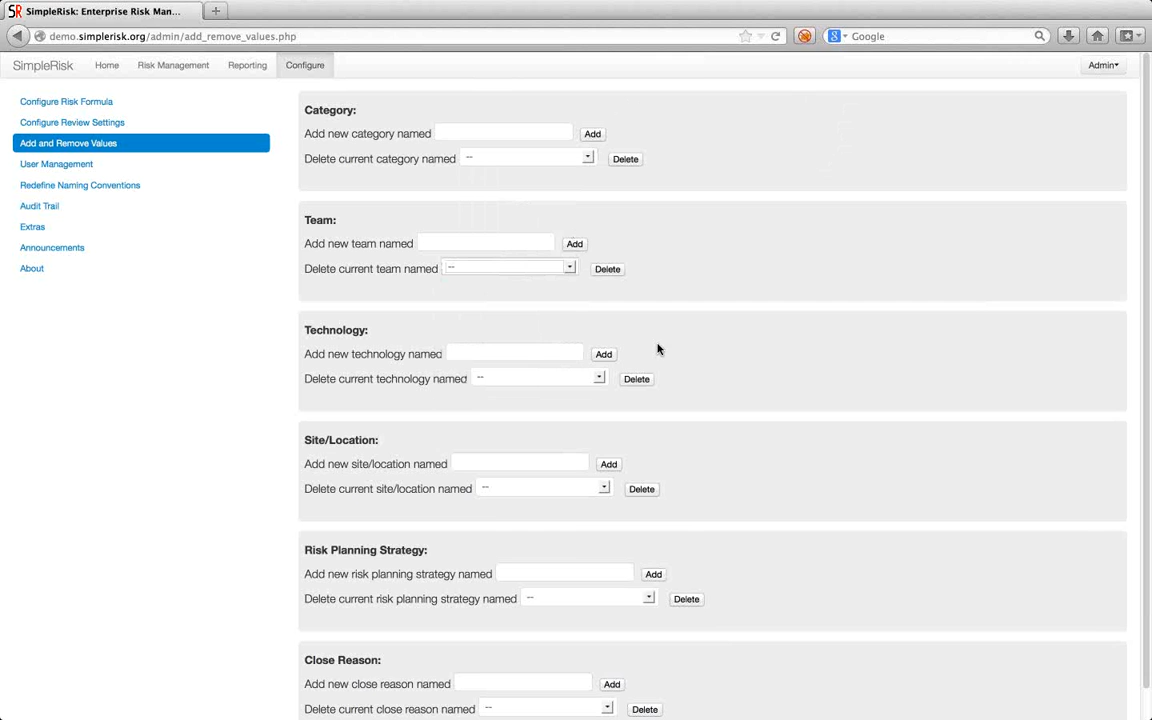 SR SimpleRisk: Enterprise Risk Man...
demo.simplerisk.org/admin/add_remove_values.php
Google
SimpleRisk Home Risk Management Reporting Configure Admin
Configure Risk Formula
Configure Review Settings
Add and Remove Values
User Management
Redefine Naming Conventions
Audit Trail
Extras
Announcements
About
Category:
Add new category named Add
Delete current category named -- Delete
Team:
Add new team named Add
Delete current team named -- Delete
Technology:
Add new technology named Add
Delete current technology named -- Delete
Site/Location:
Add new site/location named Add
Delete current site/location named -- Delete
Risk Planning Strategy:
Add new risk planning strategy named Add
Delete current risk planning strategy named -- Delete
Close Reason:
Add new close reason named Add
Delete current close reason named -- Delete